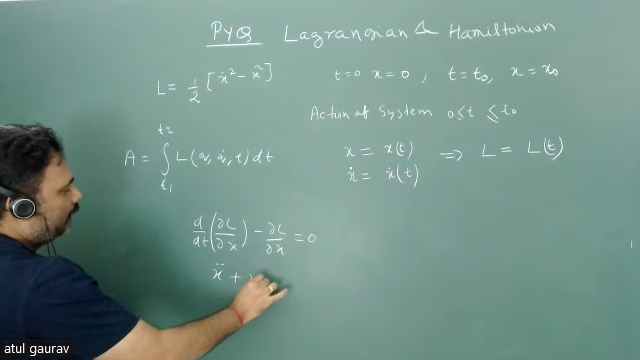 PYQ Lagrangian & Hamiltonion
L = 1/2 [ẋ² - x²] t=0 x=0 , t=t₀, x=x₀
Action of System 0≤t ≤t₀
A = ∫ t₁ t₂ L(x, ẋ, t) dt x = x(t) ⇒ L = L(t)
ẋ = ẋ(t)
d/dt (∂L/∂ẋ) - ∂L/∂x = 0
ẍ +
atul gaurav